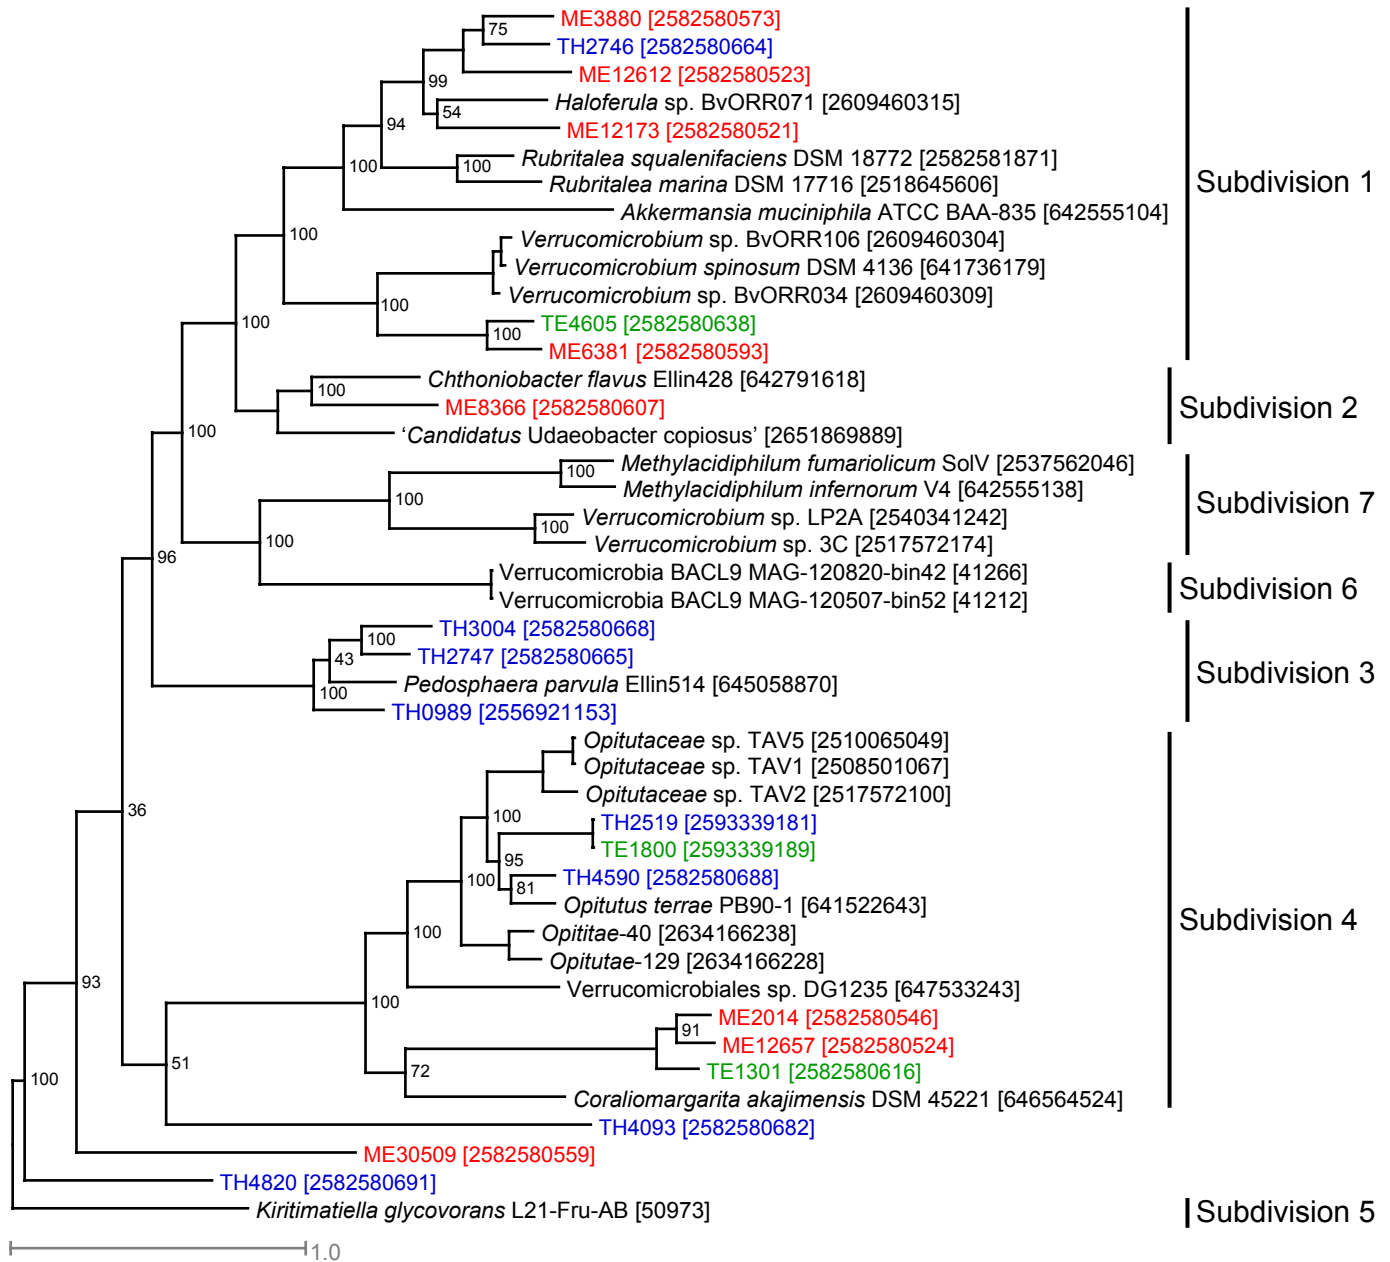 ME3880 [2582580573]
75
TH2746 [2582580664]
ME12612 [2582580523]
99
Haloferula sp. BvORR071 [2609460315]
54
94
ME12173 [2582580521]
Rubritalea squalenifaciens DSM 18772 [2582581871]
100
100
Rubritalea marina DSM 17716 [2518645606]
Subdivision 1
Akkermansia muciniphila ATCC BAA-835 [642555104]
100
Verrucomicrobium sp. BvORR106 [2609460304]
Verrucomicrobium spinosum DSM 4136 [641736179]
Verrucomicrobium sp. BvORR034 [2609460309]
100
100
TE4605 [2582580638]
100
ME6381 [2582580593]
Chthoniobacter flavus Ellin428 [642791618]
100
ME8366 [2582580607]
Subdivision 2
100
‘Candidatus Udaeobacter copiosus’ [2651869889]
Methylacidiphilum fumariolicum SolV [2537562046]
100
Methylacidiphilum infernorum V4 [642555138]
100
Subdivision 7
Verrucomicrobium sp. LP2A [2540341242]
100
100
Verrucomicrobium sp. 3C [2517572174]
96
Verrucomicrobia BACL9 MAG-120820-bin42 [41266]
Subdivision 6
Verrucomicrobia BACL9 MAG-120507-bin52 [41212]
TH3004 [2582580668]
100
TH2747 [2582580665]
43
Subdivision 3
Pedosphaera parvula Ellin514 [645058870]
100
TH0989 [2556921153]
Opitutaceae sp. TAV5 [2510065049]
Opitutaceae sp. TAV1 [2508501067]
Opitutaceae sp. TAV2 [2517572100]
36
100
TH2519 [2593339181]
TE1800 [2593339189]
95
TH4590 [2582580688]
100
81
Opitutus terrae PB90-1 [641522643]
Subdivision 4
Opititae-40 [2634166238]
100
Opitutae-129 [2634166228]
93
Verrucomicrobiales sp. DG1235 [647533243]
100
ME2014 [2582580546]
91
ME12657 [2582580524]
51
TE1301 [2582580616]
72
100
Coraliomargarita akajimensis DSM 45221 [646564524]
TH4093 [2582580682]
ME30509 [2582580559]
TH4820 [2582580691]
Kiritimatiella glycovorans L21-Fru-AB [50973]
Subdivision 5
1.0